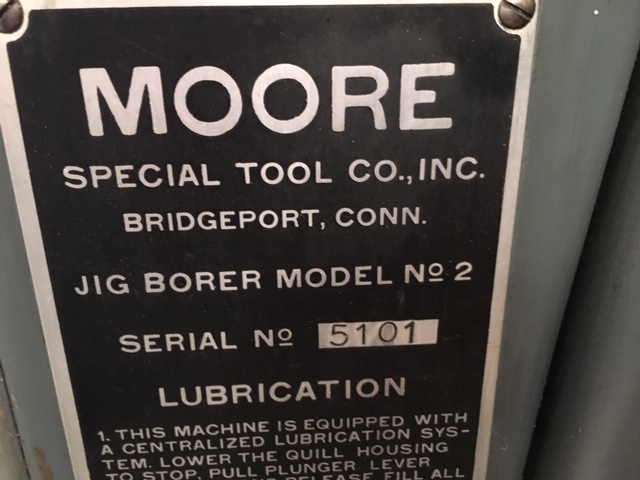 MOORE
SPECIAL TOOL CO., INC.
BRIDGEPORT, CONN.
JIG BORER MODEL Nº 2
SERIAL Nº 5101
LUBRICATION
1. THIS MACHINE IS EQUIPPED WITH
A CENTRALIZED LUBRICATION SYS-
TEM. LOWER THE QUILL HOUSING
TO STOP, PULL PLUNGER LEVER
RELEASE FILL ALL